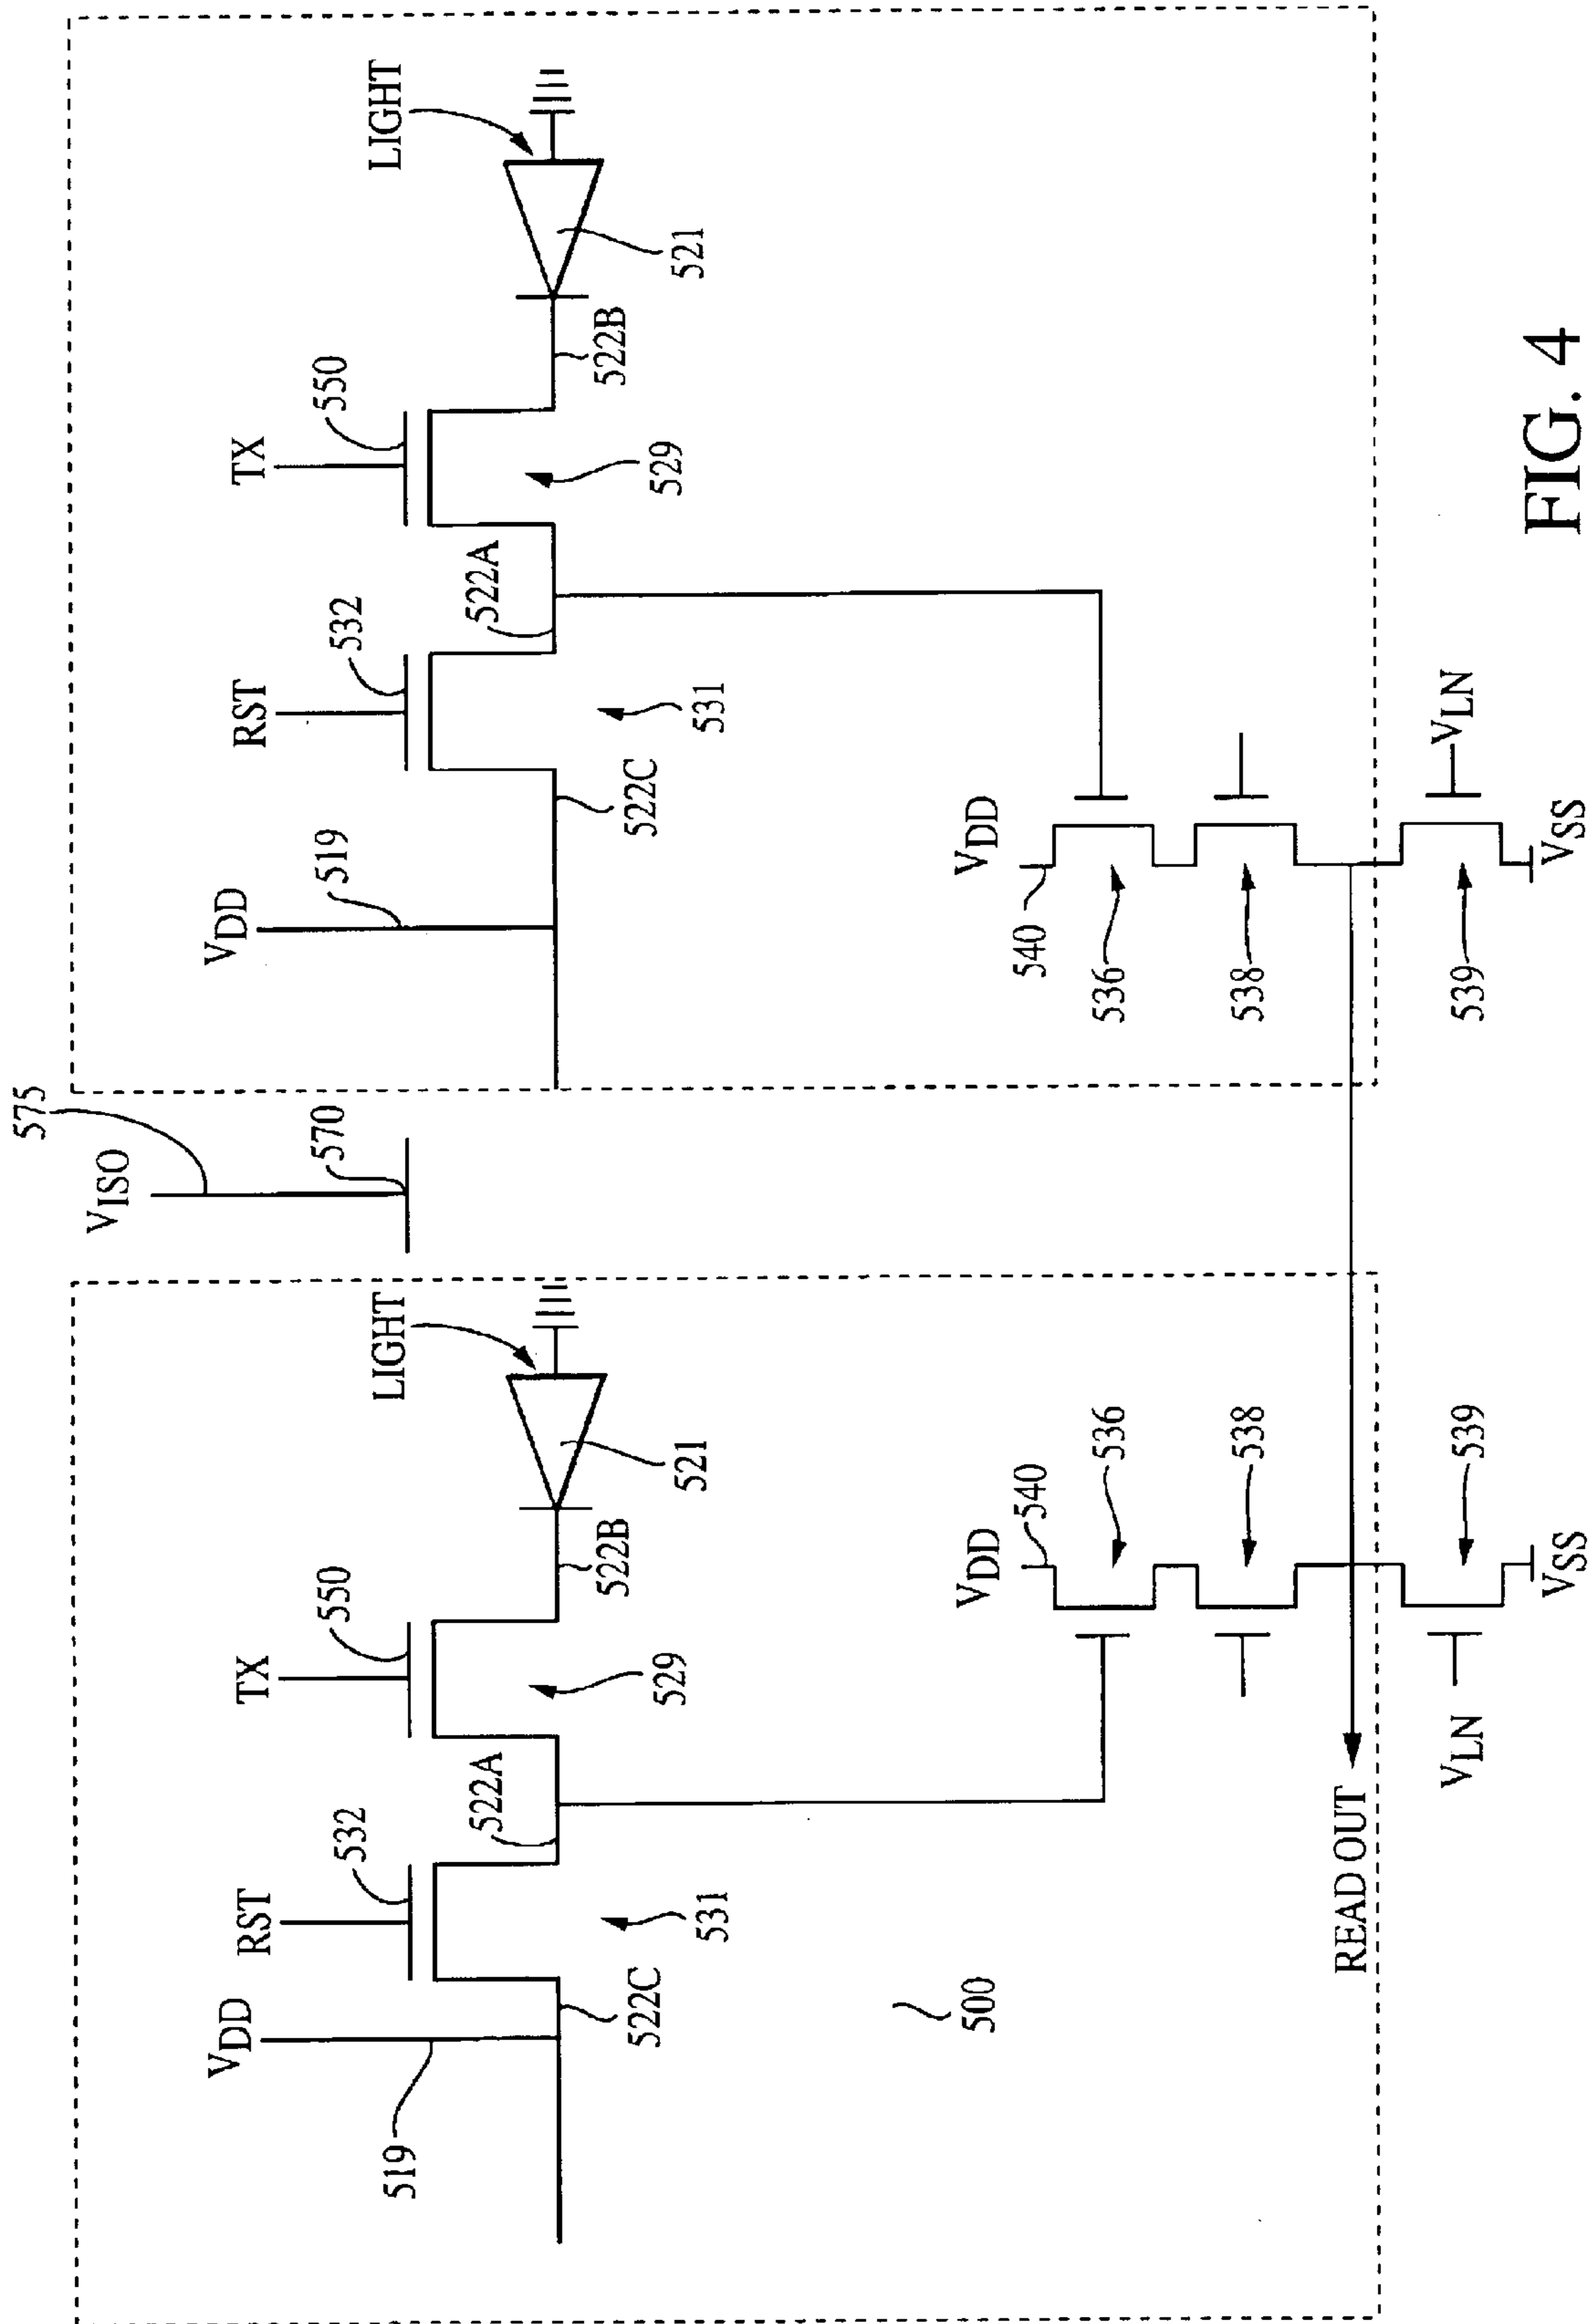 575
VISO
570
LIGHT
LIGHT
TX
550
TX
550
RST
532
RST
532
VDD
519
VDD
519
522A
522B
521
522A
522B
521
522C
531
529
522C
531
529
500
VDD
540
536
538
539
VDD
540
536
538
539
READ OUT
VLN
VSS
VLN
VSS
FIG. 4